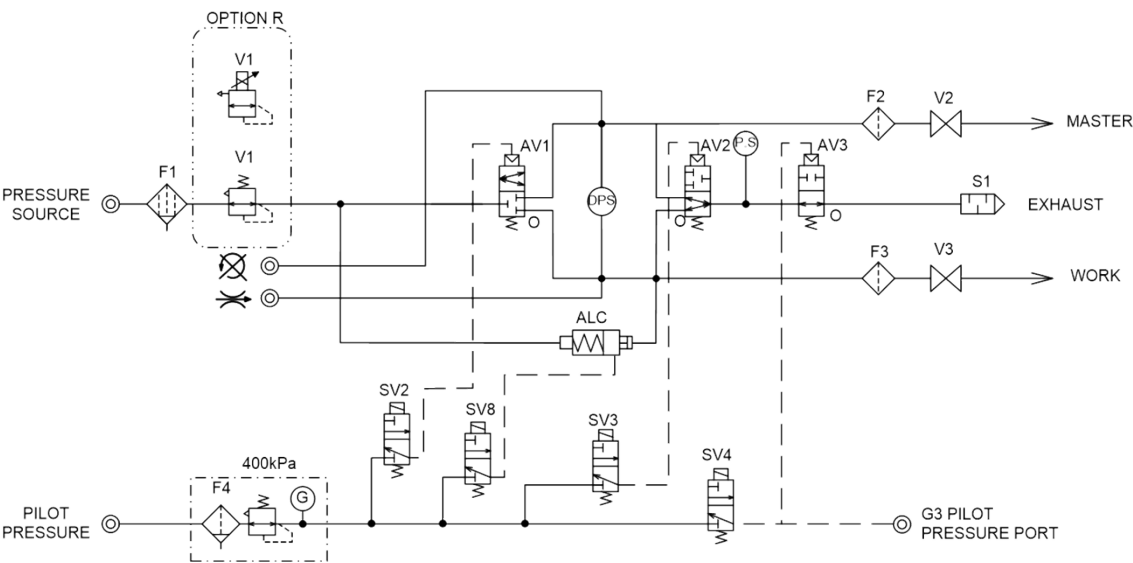 OPTION R
V1
V1
F1
PRESSURE
SOURCE
AV1
O
DPS
AV2
O
P.S
AV3
O
F2
V2
MASTER
S1
EXHAUST
F3
V3
WORK
ALC
SV2
SV8
SV3
SV4
400kPa
F4
G
PILOT
PRESSURE
G3 PILOT
PRESSURE PORT